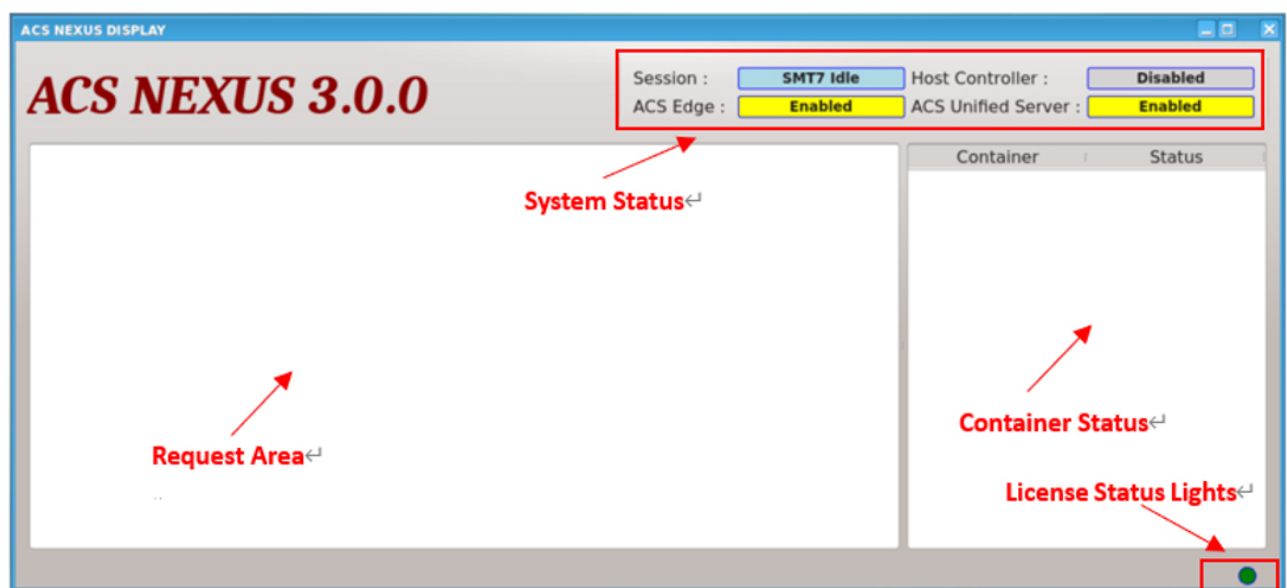 ACS NEXUS DISPLAY
ACS NEXUS 3.0.0
Session : SMT7 Idle Host Controller : Disabled
ACS Edge : Enabled ACS Unified Server : Enabled
Container Status
System Status↵
Container Status↵
Request Area↵
License Status Lights↵